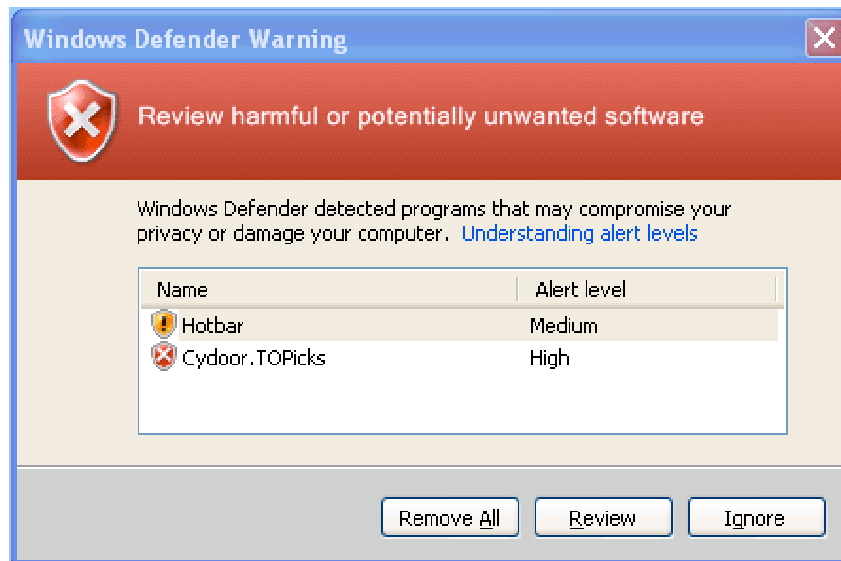 Windows Defender Warning
Review harmful or potentially unwanted software
Windows Defender detected programs that may compromise your
privacy or damage your computer. Understanding alert levels
Name Alert level
Hotbar Medium
Cydoor.TOPicks High
Remove All Review Ignore